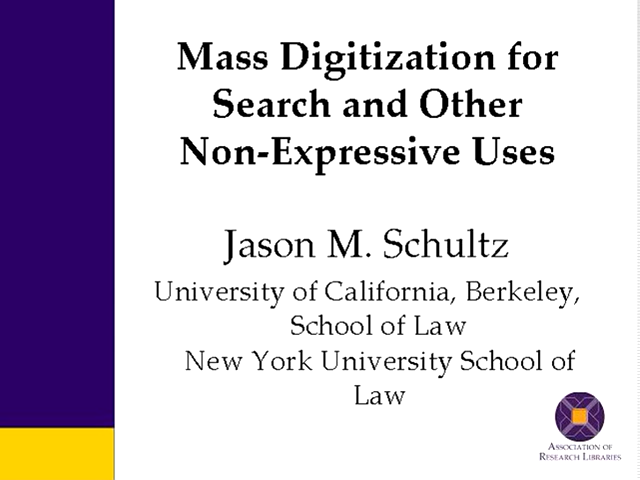 Mass Digitization for
Search and Other
Non-Expressive Uses
Jason M. Schultz
University of California, Berkeley,
School of Law
New York University School of
Law
ASSOCIATION OF
RESEARCH LIBRARIES